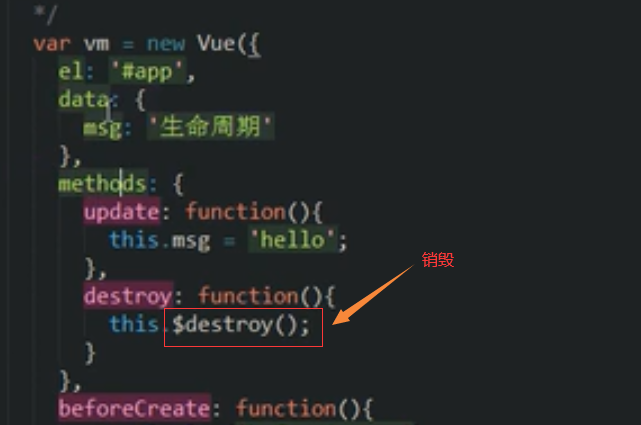 */
var vm = new Vue({
el: '#app',
data: {
msg: '生命周期'
},
methods: {
update: function(){
this.msg = 'hello';
},
销毁
destroy: function(){
this.$destroy();
}
},
beforeCreate: function(){